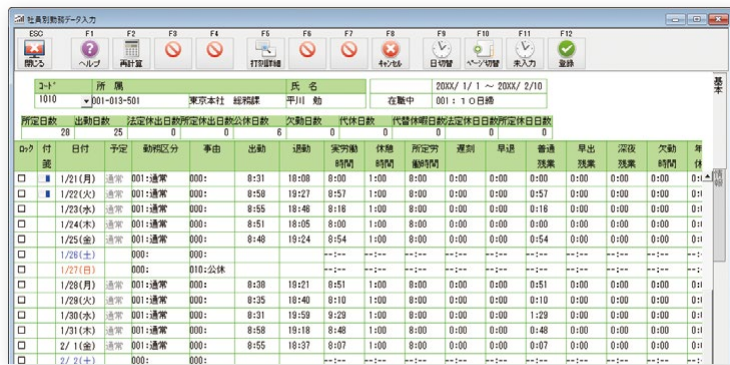 社員別勤務データ入力
ESC F1 F2 F3 F4 F5 F6 F7 F8 F9 F10 F11 F12
閉じる ヘルプ 再計算 打刻詳細 キャンセル 日切替 ページ切替 未入力 登録
コード 所 属 氏 名 20XX/ 1/ 1 ～ 20XX/ 2/10
1010 001-013-501 東京本社 総務課 平川 勉 在職中 001：１０日締
基本
情報
所定日数 出勤日数 法定休出日数 所定休出日数 公休日数 欠勤日数 代休日数 代替休暇日数 法定休日日数 所定休日日数
28 25 0 0 6 0 0 0 0 0
ロック 付箋 日付 予定 勤務区分 事由 出勤 退勤 実労働時間 休憩時間 所定労働時間 遅刻 早退 普通残業 早出残業 深夜残業 欠勤時間
1/21(月) 通常 001:通常 000: 8:31 18:08 8:00 1:00 8:00 0:00 0:00 0:00 0:00 0:00 0:00
1/22(火) 通常 001:通常 000: 8:58 19:27 8:57 1:00 8:00 0:00 0:00 0:57 0:00 0:00 0:00
1/23(水) 通常 001:通常 000: 8:55 18:46 8:16 1:00 8:00 0:00 0:00 0:16 0:00 0:00 0:00
1/24(木) 通常 001:通常 000: 8:51 18:05 8:00 1:00 8:00 0:00 0:00 0:00 0:00 0:00 0:00
1/25(金) 通常 001:通常 000: 8:48 19:24 8:54 1:00 8:00 0:00 0:00 0:54 0:00 0:00 0:00
1/26(土) 000: 000: --:-- --:-- --:-- --:-- --:-- --:-- --:-- --:-- --:--
1/27(日) 000: 010:公休 --:-- --:-- --:-- --:-- --:-- --:-- --:-- --:-- --:--
1/28(月) 通常 001:通常 000: 8:38 19:21 8:51 1:00 8:00 0:00 0:00 0:51 0:00 0:00 0:00
1/29(火) 通常 001:通常 000: 8:35 18:40 8:10 1:00 8:00 0:00 0:00 0:10 0:00 0:00 0:00
1/30(水) 通常 001:通常 000: 8:31 19:59 9:29 1:00 8:00 0:00 0:00 1:29 0:00 0:00 0:00
1/31(木) 通常 001:通常 000: 8:58 19:18 8:48 1:00 8:00 0:00 0:00 0:48 0:00 0:00 0:00
2/ 1(金) 通常 001:通常 000: 8:55 18:37 8:07 1:00 8:00 0:00 0:00 0:07 0:00 0:00 0:00
2/ 2(土) 000: 000: --:-- --:-- --:-- --:-- --:-- --:-- --:-- --:-- --:--